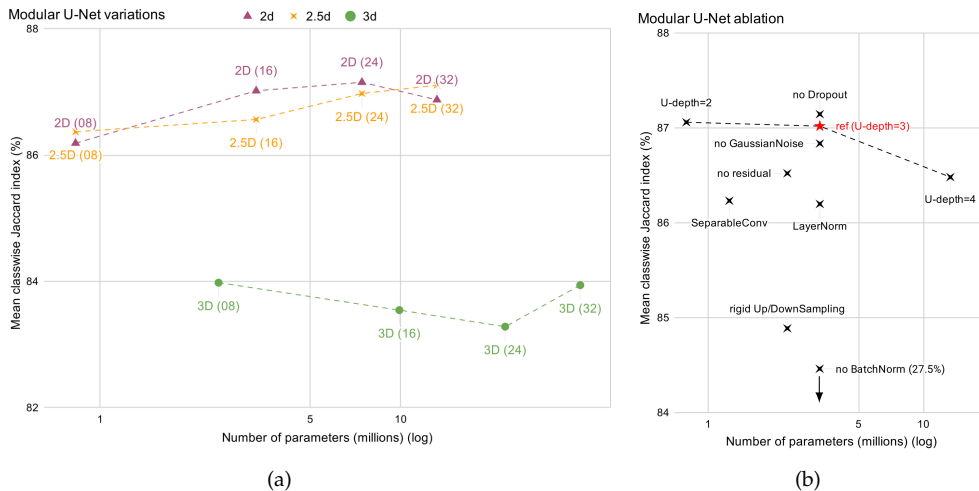 Modular U-Net variations
2d
2.5d
3d
Mean classwise Jaccard index (%)
88
86
84
82
2D (08)
2.5D (08)
2D (16)
2.5D (16)
2D (24)
2.5D (24)
2D (32)
2.5D (32)
3D (08)
3D (16)
3D (24)
3D (32)
1
5
10
Number of parameters (millions) (log)
(a)
Modular U-Net ablation
Mean classwise Jaccard index (%)
88
87
86
85
84
U-depth=2
no Dropout
ref (U-depth=3)
no GaussianNoise
no residual
U-depth=4
SeparableConv
LayerNorm
rigid Up/DownSampling
no BatchNorm (27.5%)
1
5
10
Number of parameters (millions) (log)
(b)